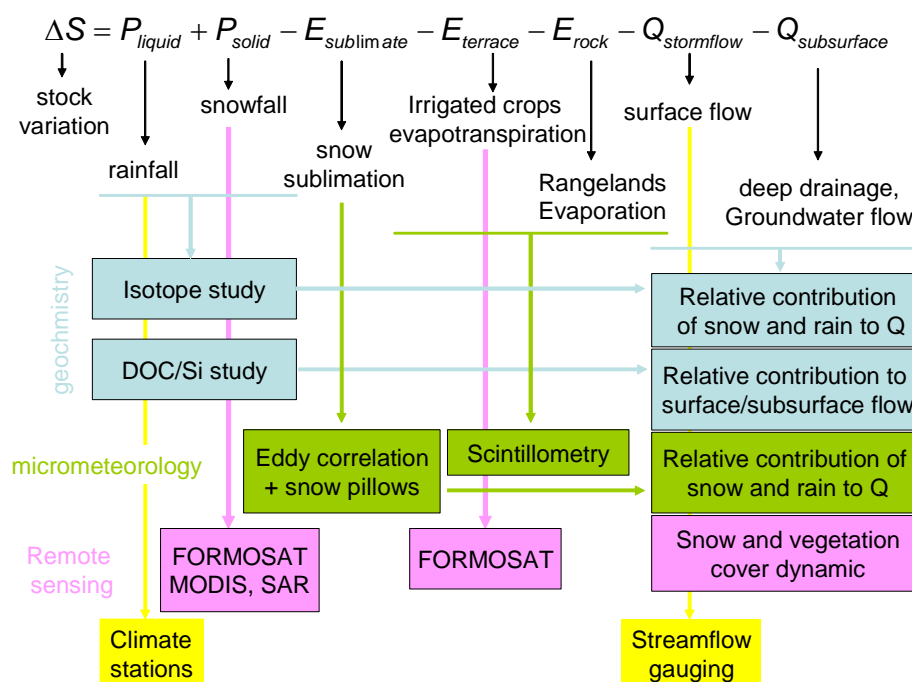 ΔS = P_liquid + P_solid − E_sublimate − E_terrace − E_rock − Q_stormflow − Q_subsurface
stock
variation
snowfall
Irrigated crops
evapotranspiration
surface flow
rainfall
snow
sublimation
Rangelands
Evaporation
deep drainage,
Groundwater flow
geochmistry
Isotope study
Relative contribution
of snow and rain to Q
DOC/Si study
Relative contribution to
surface/subsurface flow
micrometeorology
Eddy correlation
+ snow pillows
Scintillometry
Relative contribution of
snow and rain to Q
Remote
sensing
FORMOSAT
MODIS, SAR
FORMOSAT
Snow and vegetation
cover dynamic
Climate
stations
Streamflow
gauging